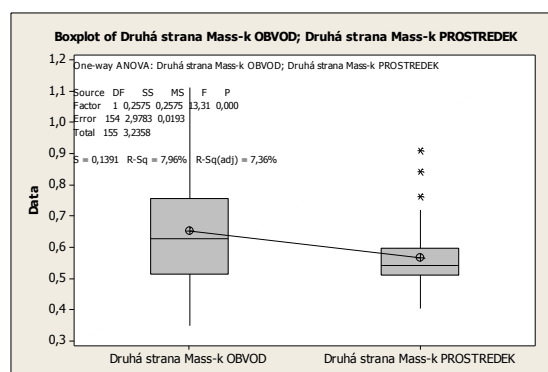 Boxplot of Druhá strana Mass-k OBVOD; Druhá strana Mass-k PROSTREDEK
One-way ANOVA: Druhá strana Mass-k OBVOD; Druhá strana Mass-k PROSTREDEK
Source DF SS MS F P
Factor 1 0,2575 0,2575 13,31 0,000
Error 154 2,9783 0,0193
Total 155 3,2358
S = 0,1391 R-Sq = 7,96% R-Sq(adj) = 7,36%
Data
1,2
1,1
1,0
0,9
0,8
0,7
0,6
0,5
0,4
0,3
Druhá strana Mass-k OBVOD
Druhá strana Mass-k PROSTREDEK